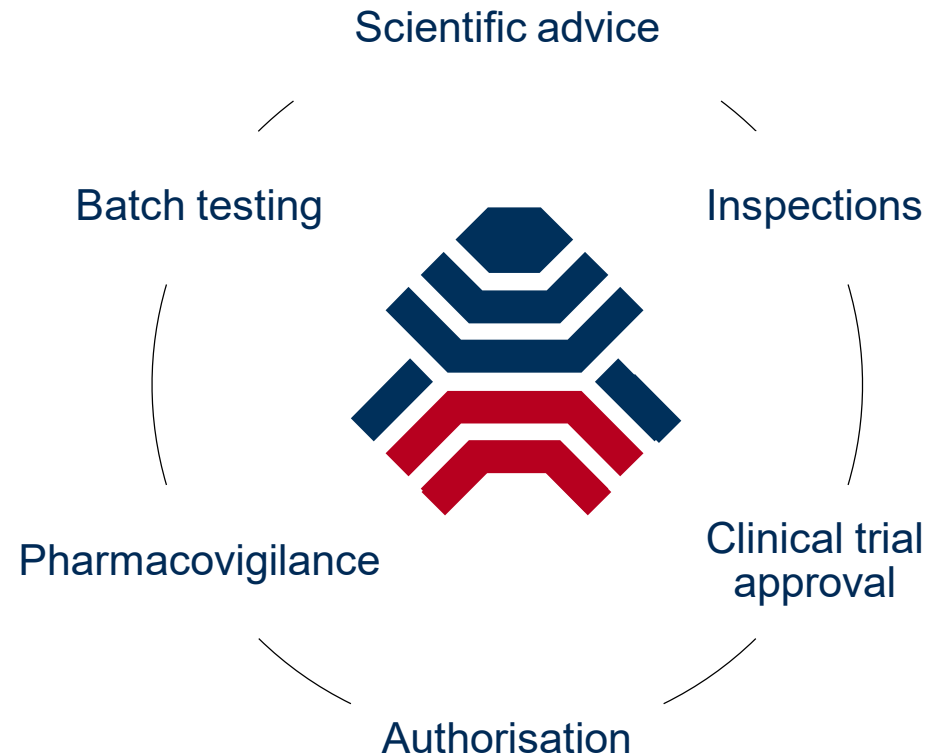 Scientific advice
Batch testing
Inspections
Pharmacovigilance
Clinical trial
approval
Authorisation